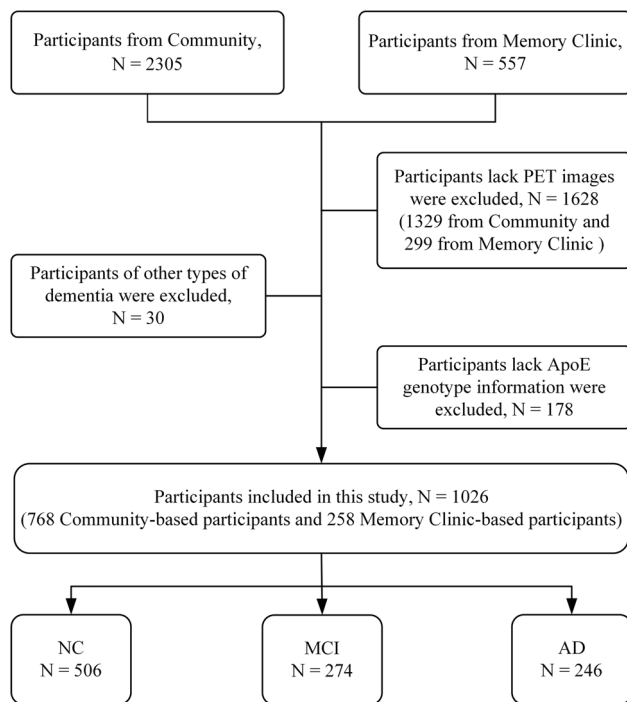 Participants from Community,
N = 2305
Participants from Memory Clinic,
N = 557
Participants lack PET images
were excluded, N = 1628
(1329 from Community and
299 from Memory Clinic )
Participants of other types of
dementia were excluded,
N = 30
Participants lack ApoE
genotype information were
excluded, N = 178
Participants included in this study, N = 1026
(768 Community-based participants and 258 Memory Clinic-based participants)
NC
N = 506
MCI
N = 274
AD
N = 246